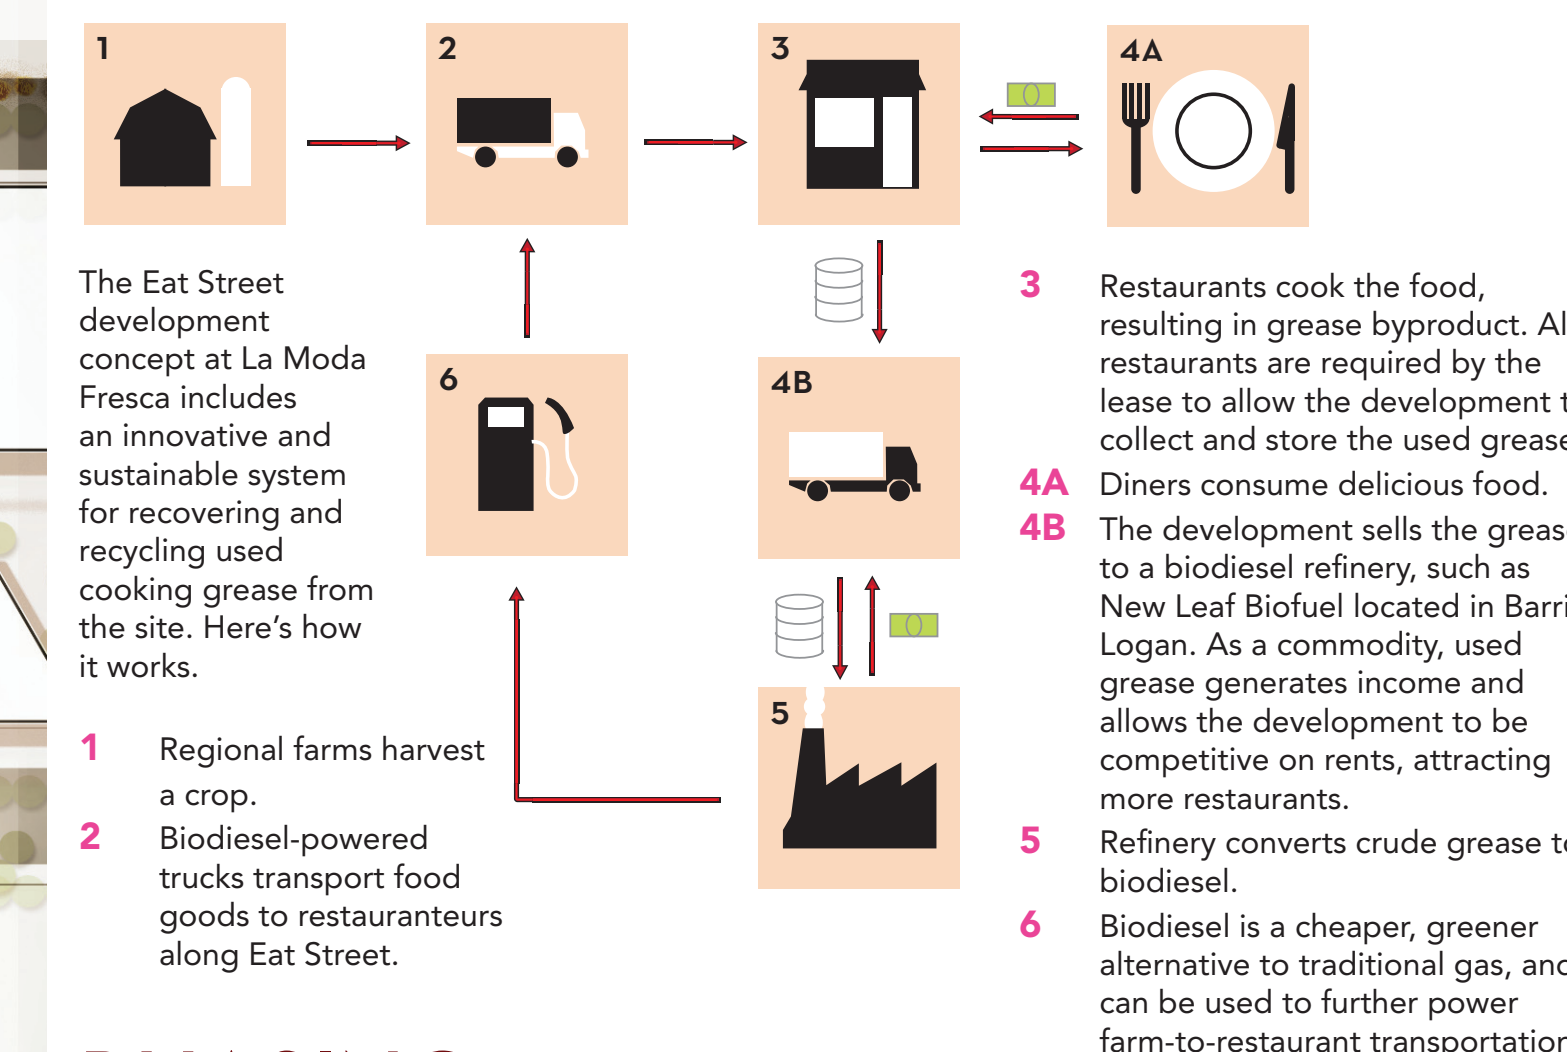 1
2
3
4A
6
4B
5
The Eat Street
development
concept at La Moda
Fresca includes
an innovative and
sustainable system
for recovering and
recycling used
cooking grease from
the site. Here’s how
it works.
1 Regional farms harvest
a crop.
2 Biodiesel-powered
trucks transport food
goods to restauranteurs
along Eat Street.
3 Restaurants cook the food,
resulting in grease byproduct. Al
restaurants are required by the
lease to allow the development t
collect and store the used grease
4A Diners consume delicious food.
4B The development sells the grease
to a biodiesel refinery, such as
New Leaf Biofuel located in Barri
Logan. As a commodity, used
grease generates income and
allows the development to be
competitive on rents, attracting
more restaurants.
5 Refinery converts crude grease to
biodiesel.
6 Biodiesel is a cheaper, greener
alternative to traditional gas, and
can be used to further power
farm-to-restaurant transportation